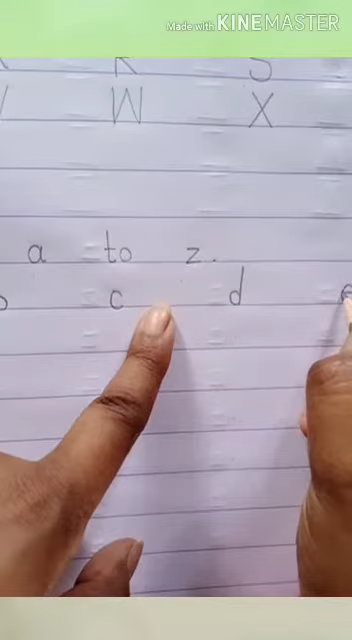 Made with KINEMASTER
R S
V W X
a to z.
b c d e